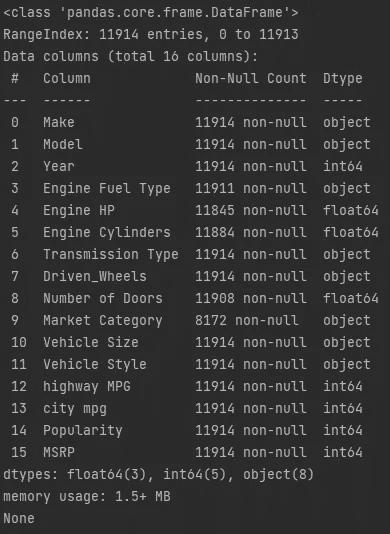 <class 'pandas.core.frame.DataFrame'>
RangeIndex: 11914 entries, 0 to 11913
Data columns (total 16 columns):
 #   Column             Non-Null Count  Dtype
---  ------             --------------  -----
 0   Make               11914 non-null  object
 1   Model              11914 non-null  object
 2   Year               11914 non-null  int64
 3   Engine Fuel Type   11911 non-null  object
 4   Engine HP          11845 non-null  float64
 5   Engine Cylinders   11884 non-null  float64
 6   Transmission Type  11914 non-null  object
 7   Driven_Wheels      11914 non-null  object
 8   Number of Doors    11908 non-null  float64
 9   Market Category    8172 non-null   object
 10  Vehicle Size       11914 non-null  object
 11  Vehicle Style      11914 non-null  object
 12  highway MPG        11914 non-null  int64
 13  city mpg           11914 non-null  int64
 14  Popularity         11914 non-null  int64
 15  MSRP               11914 non-null  int64
dtypes: float64(3), int64(5), object(8)
memory usage: 1.5+ MB
None